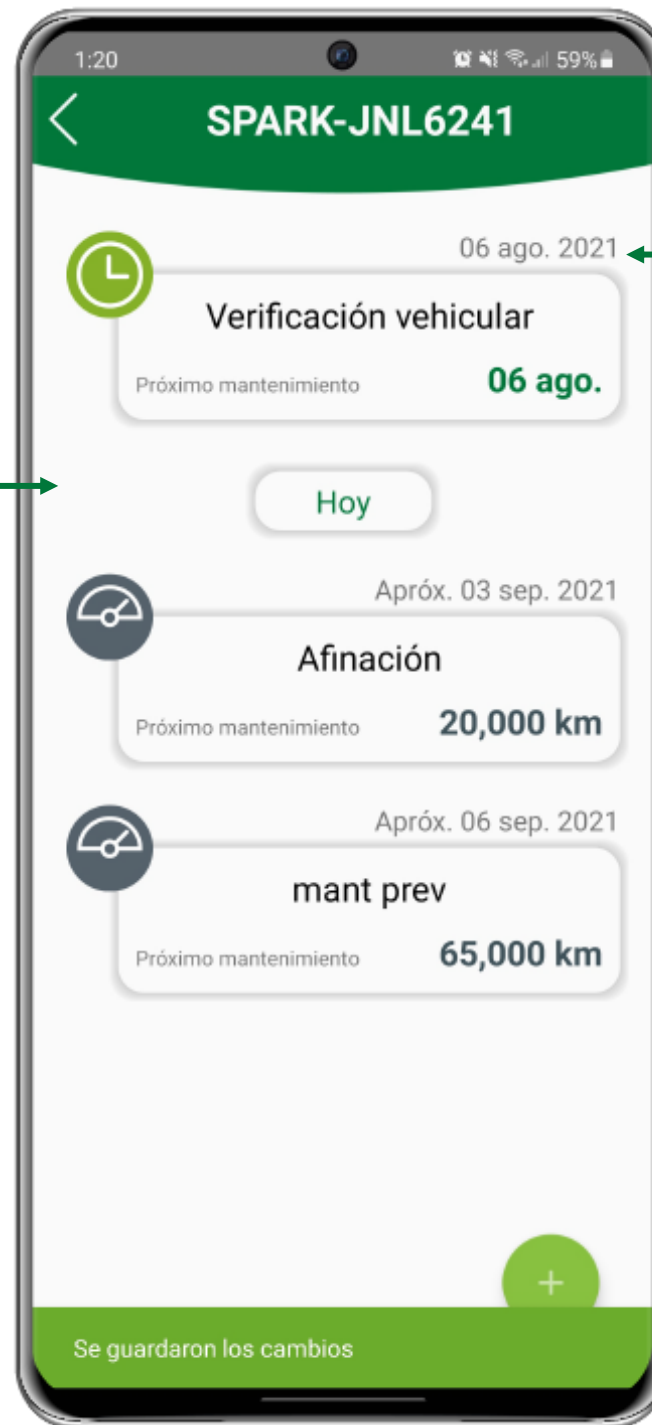 1:20 59%
SPARK-JNL6241
06 ago. 2021
Verificación vehicular
Próximo mantenimiento 06 ago.
Hoy
Apróx. 03 sep. 2021
Afinación
Próximo mantenimiento 20,000 km
Apróx. 06 sep. 2021
mant prev
Próximo mantenimiento 65,000 km
+
Se guardaron los cambios